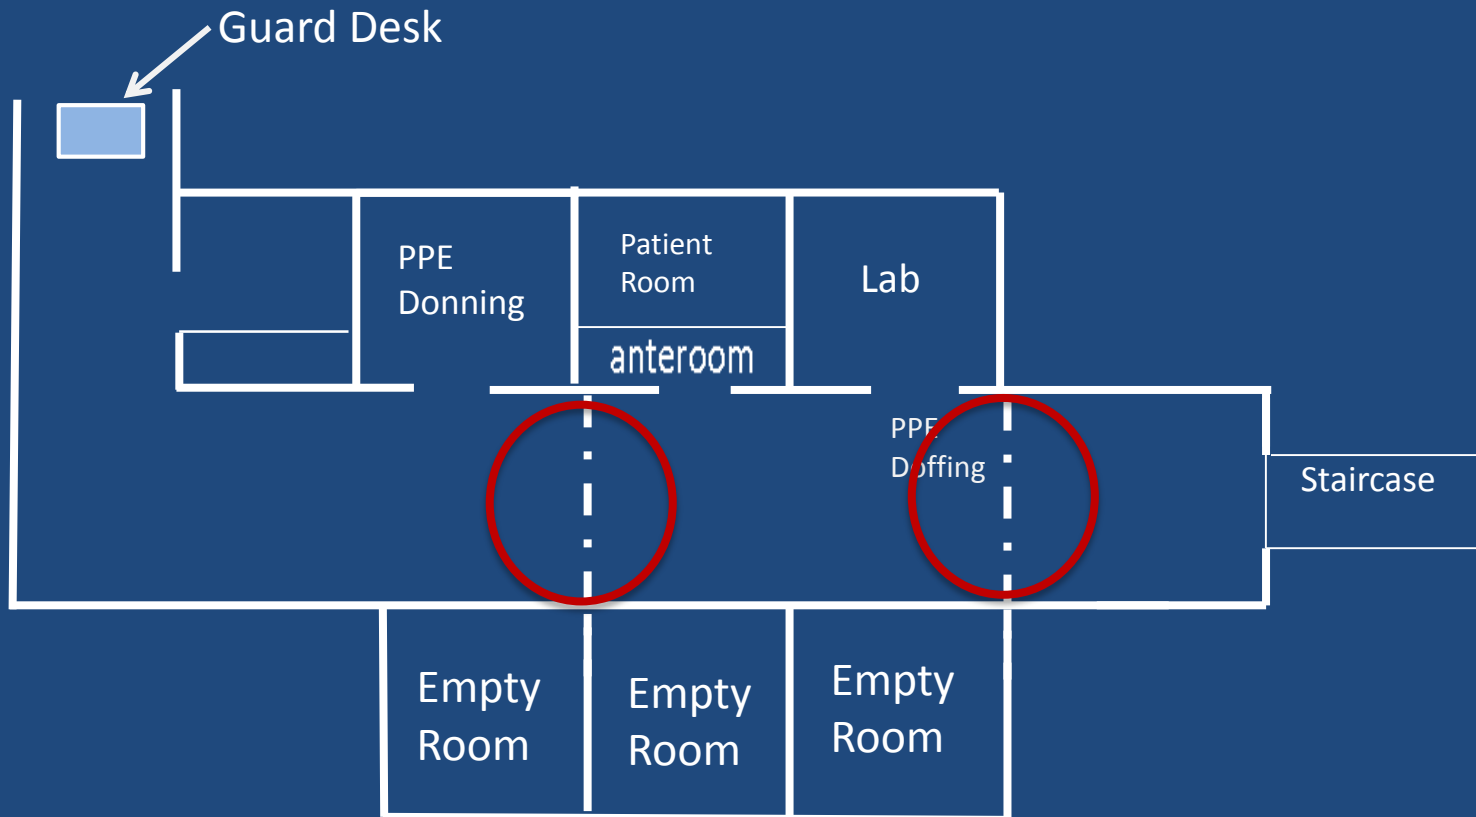 Guard Desk
PPE
Donning
Patient
Room
Lab
anteroom
PPE
Doffing
Staircase
Empty
Room
Empty
Room
Empty
Room